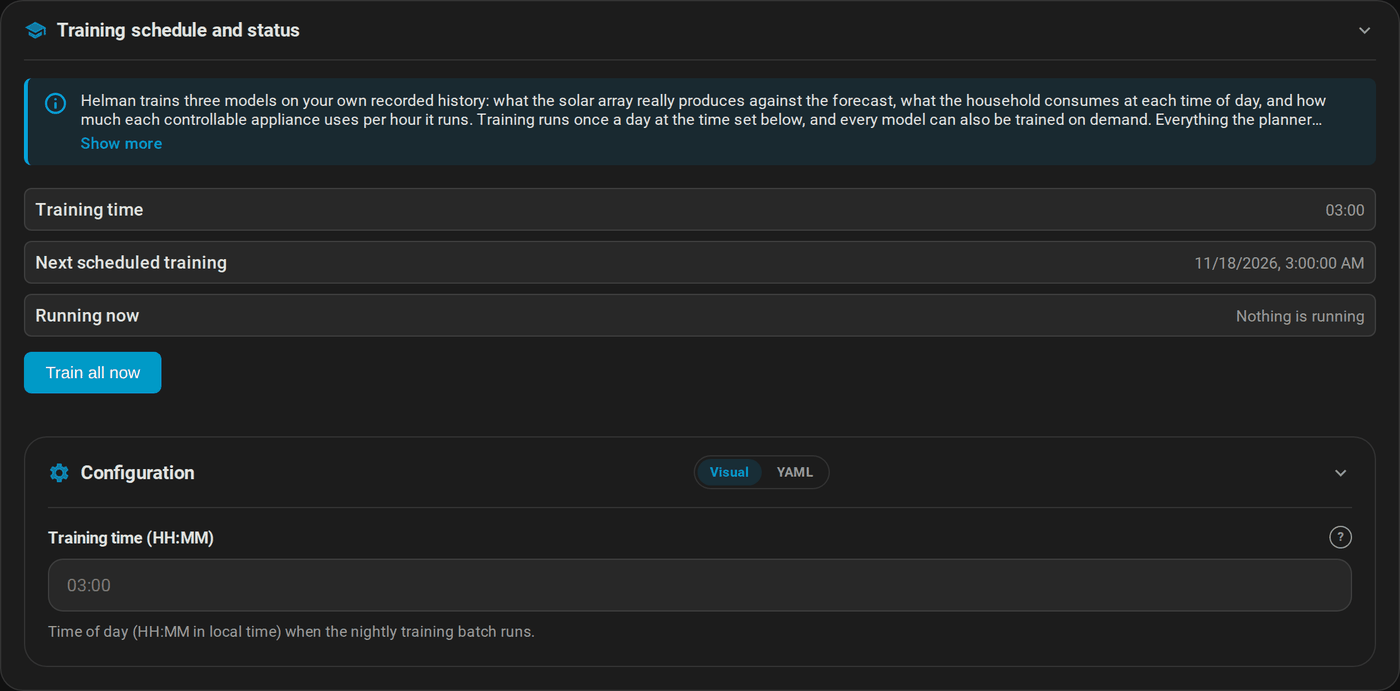 Training schedule and status
Helman trains three models on your own recorded history: what the solar array really produces against the forecast, what the household consumes at each time of day, and how
much each controllable appliance uses per hour it runs. Training runs once a day at the time set below, and every model can also be trained on demand. Everything the planner…
Show more
Training time 03:00
Next scheduled training 11/18/2026, 3:00:00 AM
Running now Nothing is running
Train all now
Configuration Visual YAML
Training time (HH:MM) ?
03:00
Time of day (HH:MM in local time) when the nightly training batch runs.